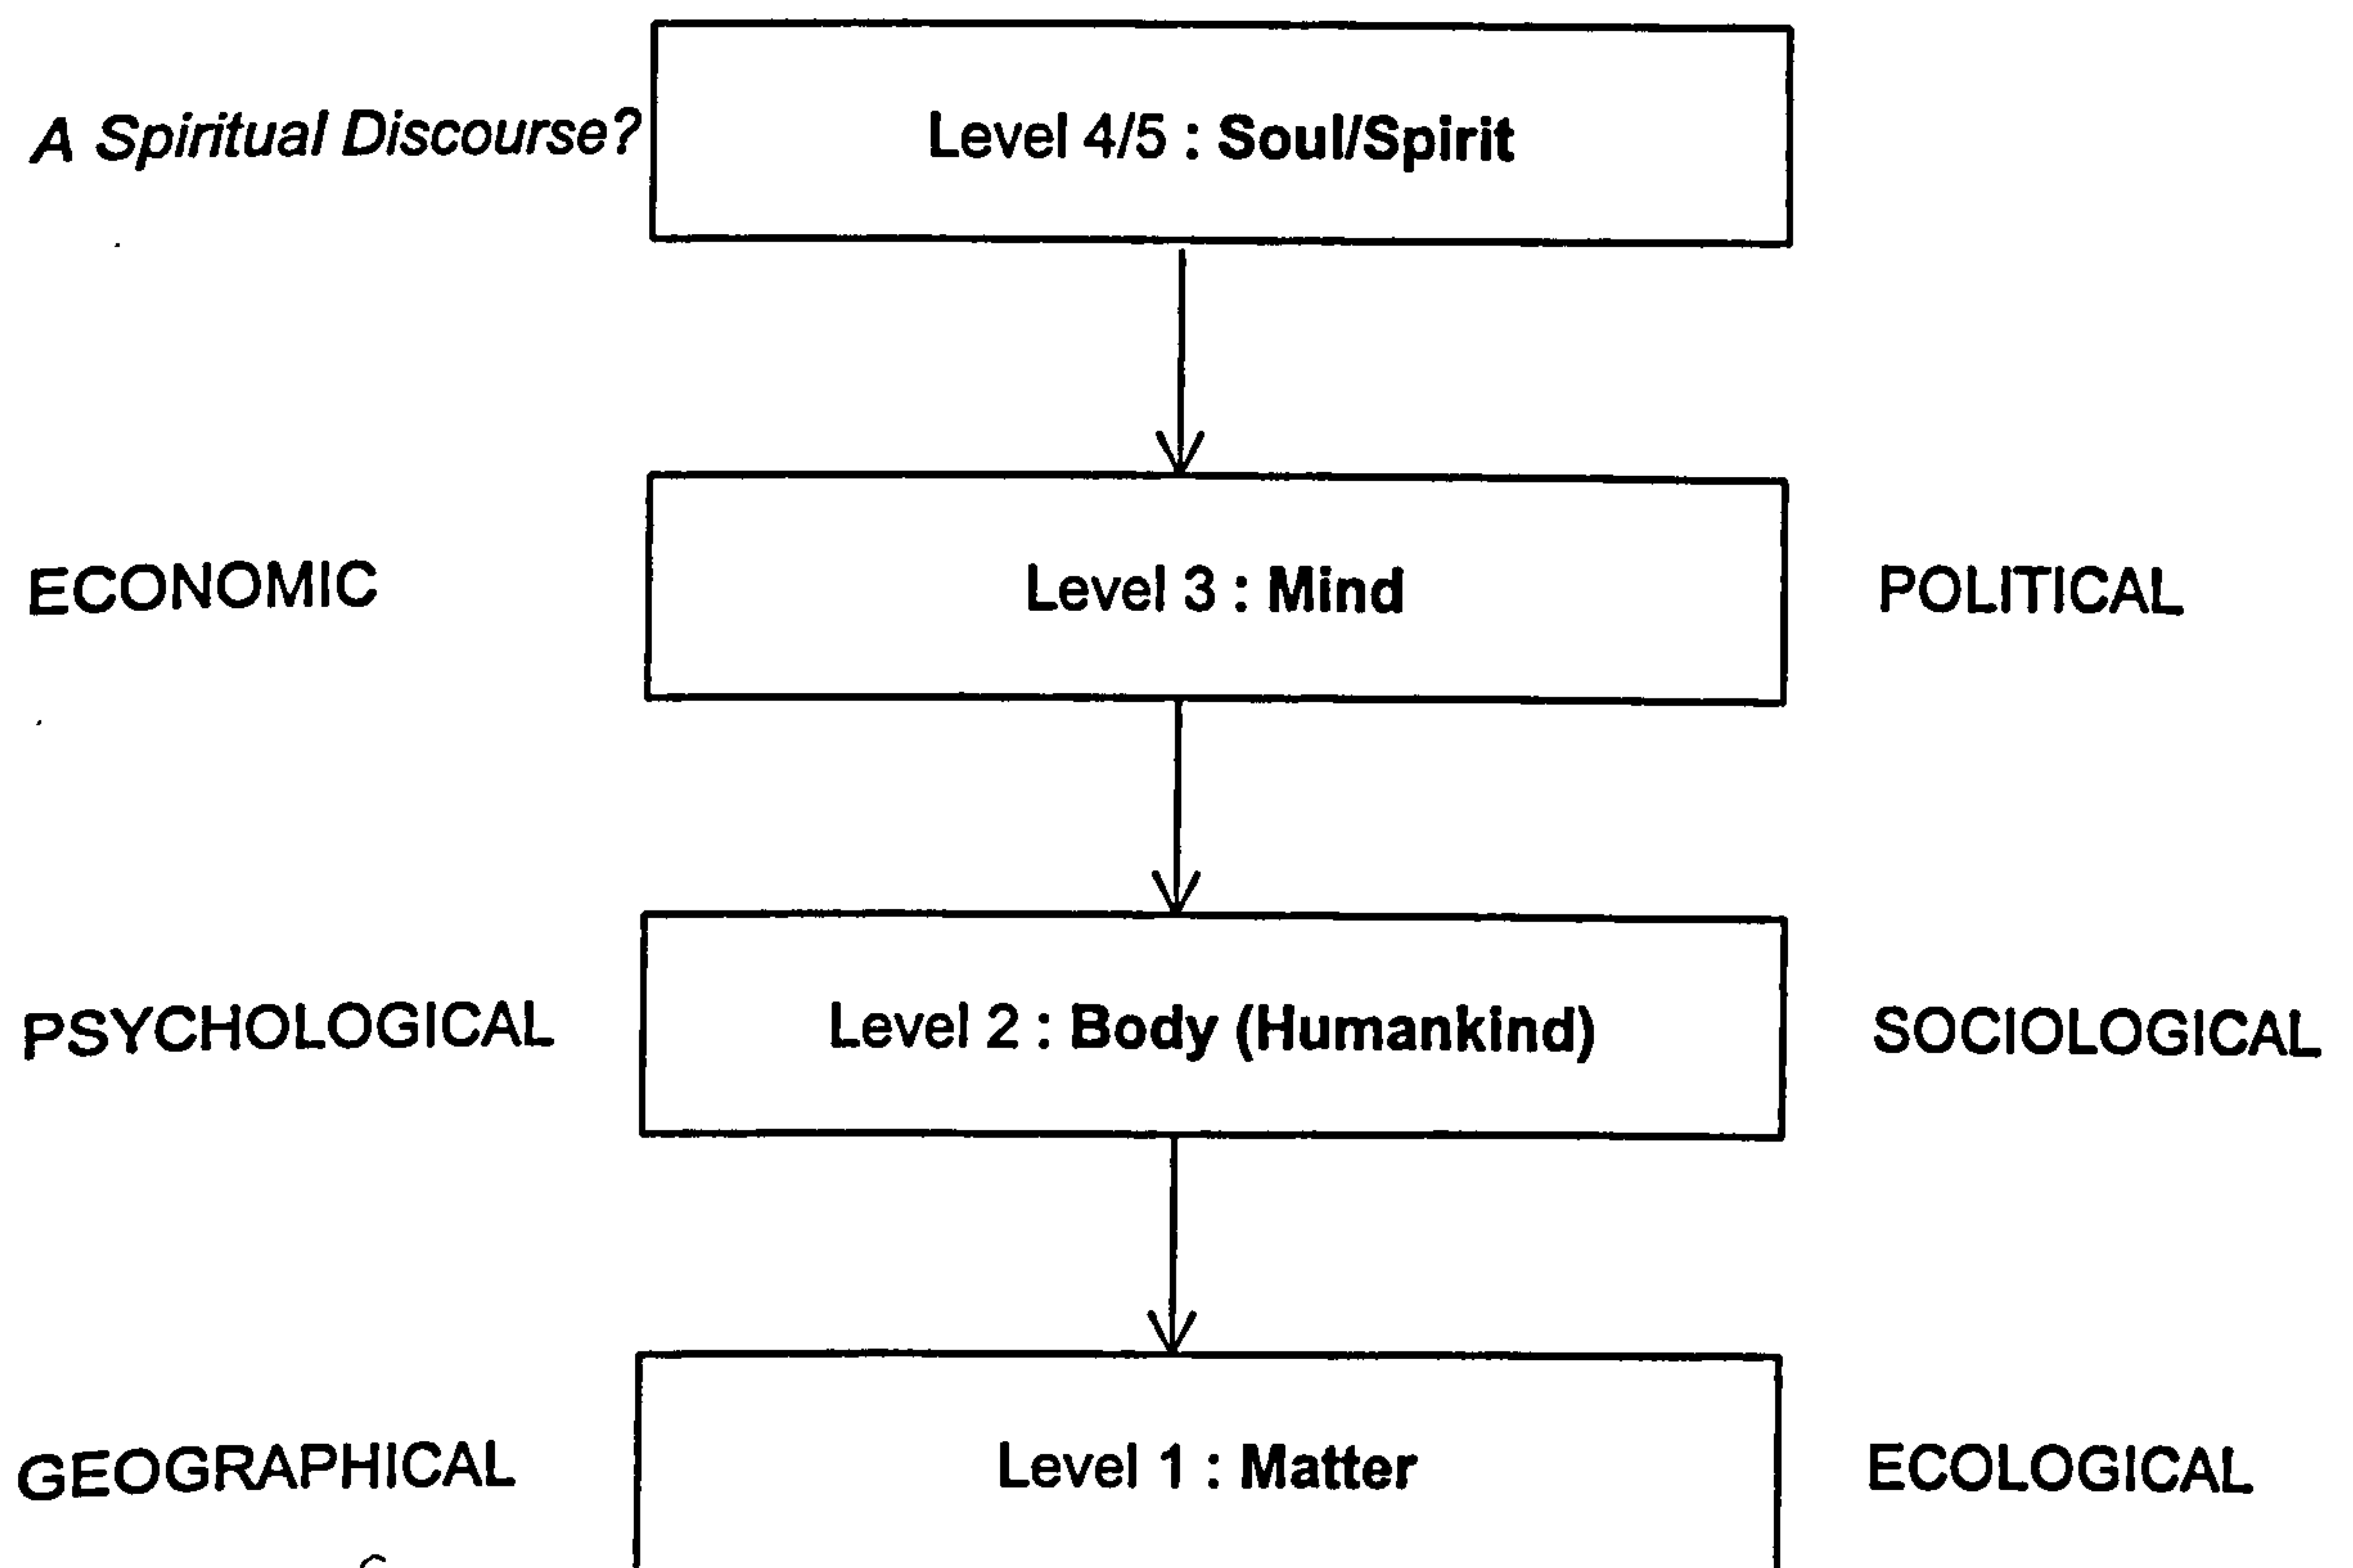 A Spiritual Discourse?
Level 4/5 : Soul/Spirit
ECONOMIC
Level 3 : Mind
POLITICAL
PSYCHOLOGICAL
Level 2 : Body (Humankind)
SOCIOLOGICAL
GEOGRAPHICAL
Level 1 : Matter
ECOLOGICAL